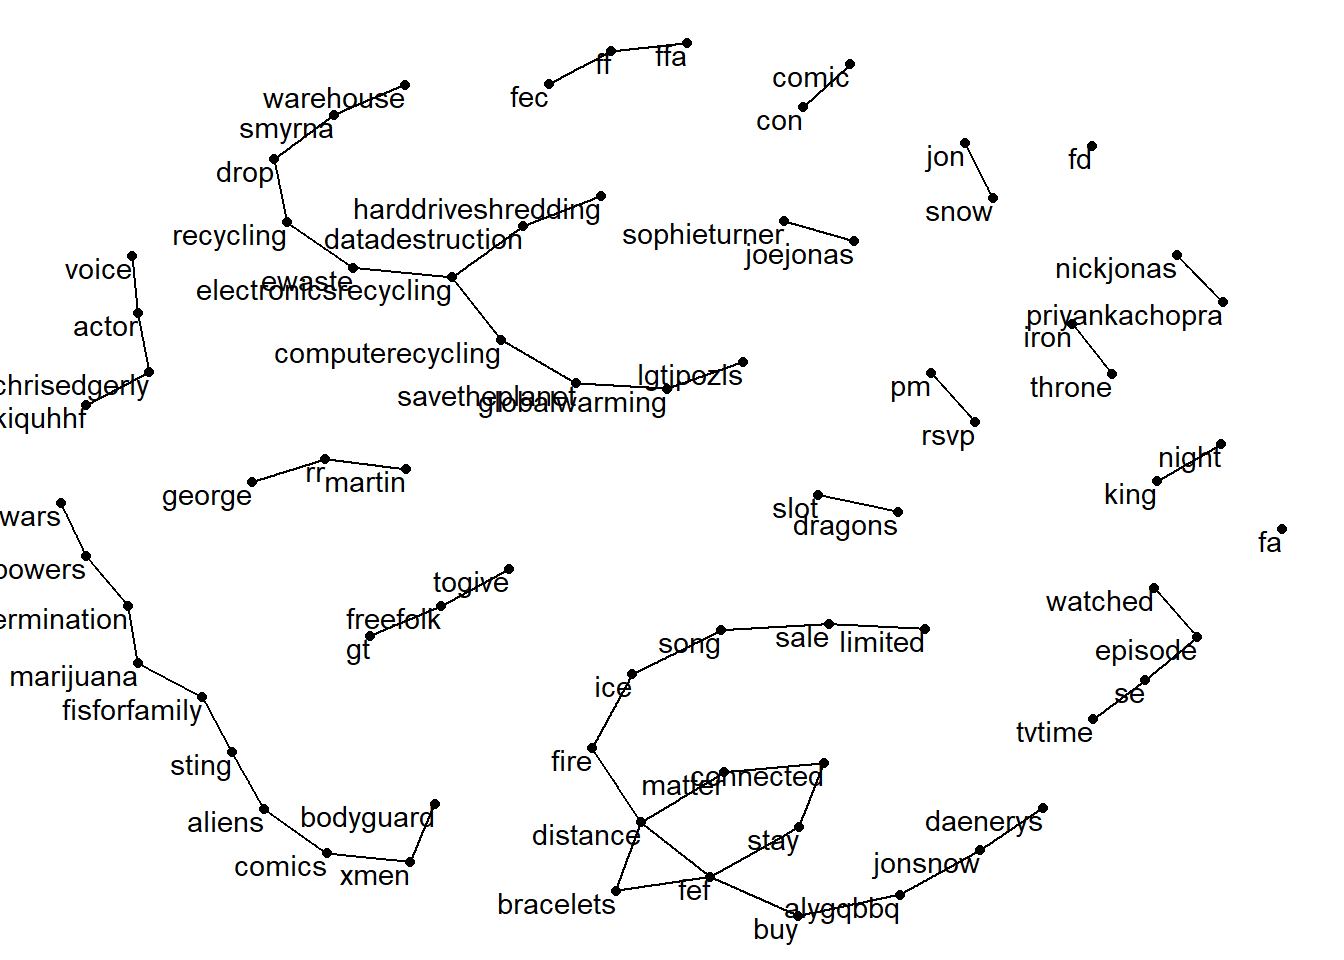 ff
ffa
fec
comic
con
warehouse
smyrna
drop
jon
fd
snow
harddriveshredding
datadestruction
recycling
sophieturner
joejonas
voice
ewaste
electronicsrecycling
nickjonas
priyankachopra
actor
iron
computerecycling
throne
chrisedgerly
kiquhhf
savetheplanet
globalwarming
lgtjpozls
pm
rsvp
george
rr
martin
night
king
slot
dragons
wars
fa
powers
togive
freefolk
gt
watched
ermination
song
sale
limited
episode
marijuana
ice
se
fisforfamily
tvtime
sting
fire
matter
connected
aliens
bodyguard
distance
stay
daenerys
comics
xmen
jonsnow
bracelets
fef
alygqbbq
buy